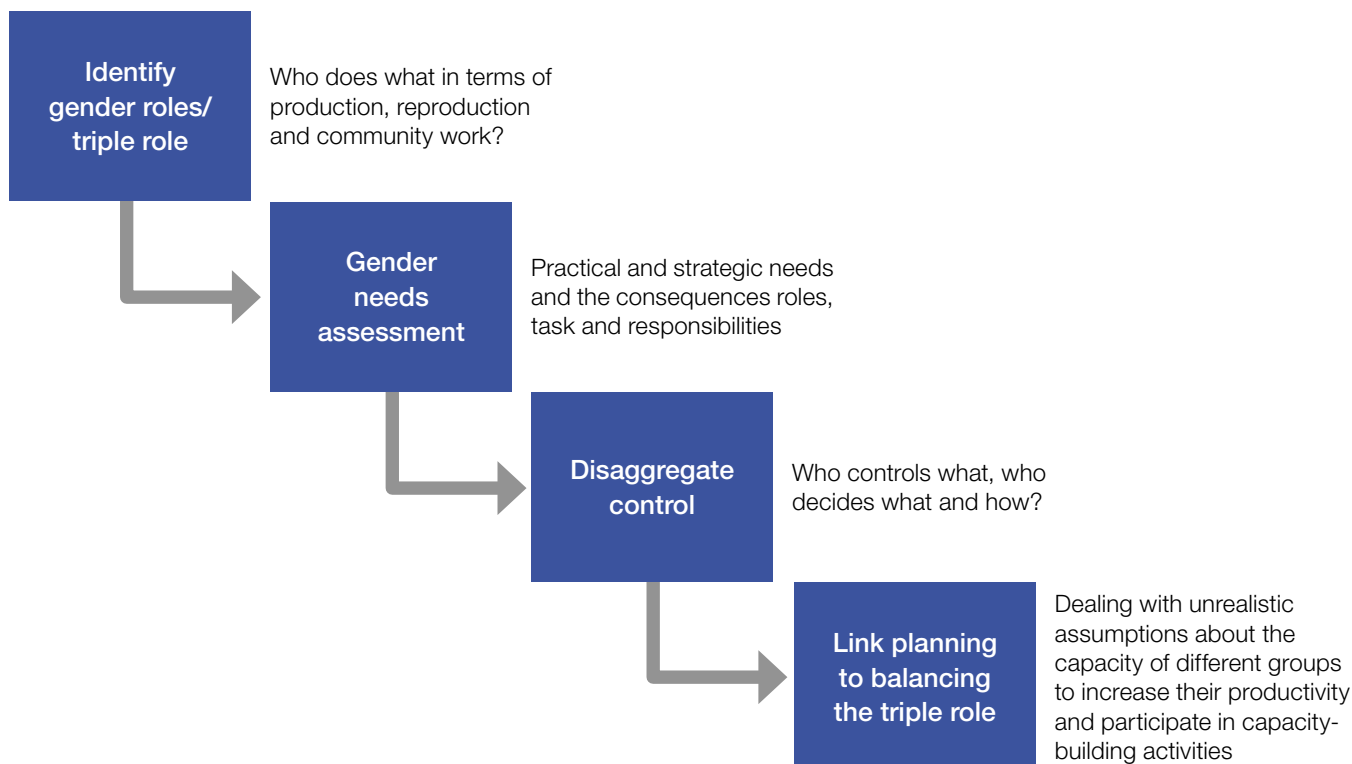 Identify
gender roles/
triple role
Who does what in terms of
production, reproduction
and community work?
Gender
needs
assessment
Practical and strategic needs
and the consequences roles,
task and responsibilities
Disaggregate
control
Who controls what, who
decides what and how?
Link planning
to balancing
the triple role
Dealing with unrealistic
assumptions about the
capacity of different groups
to increase their productivity
and participate in capacity-
building activities